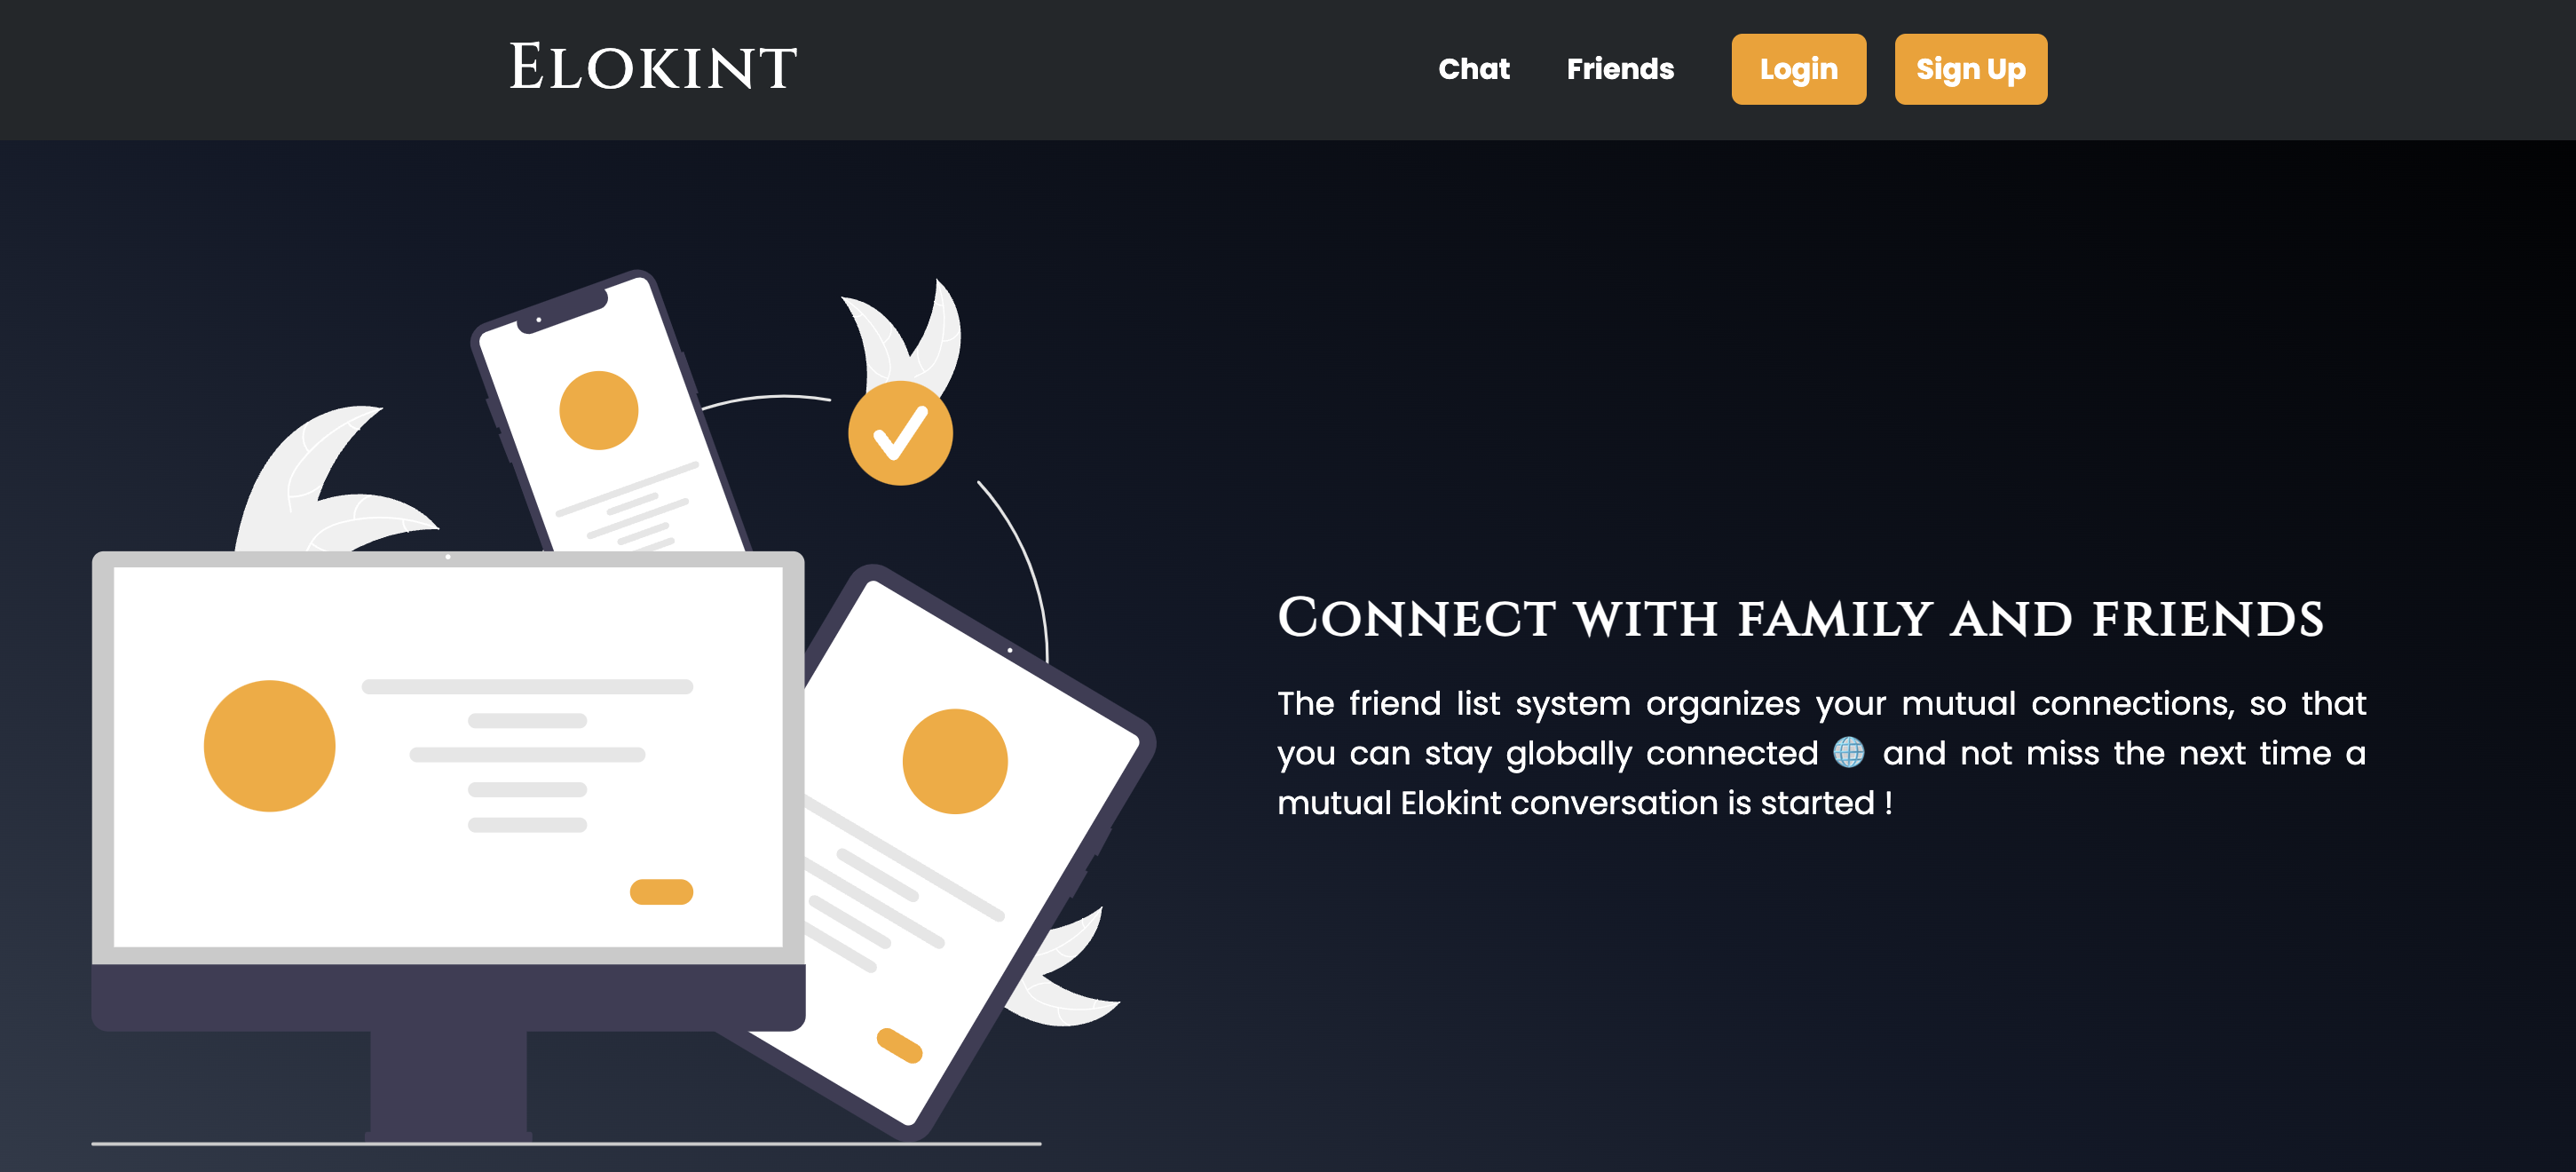 Elokint
Chat Friends Login Sign Up
Connect with family and friends
The friend list system organizes your mutual connections, so that
you can stay globally connected 🌐 and not miss the next time a
mutual Elokint conversation is started !